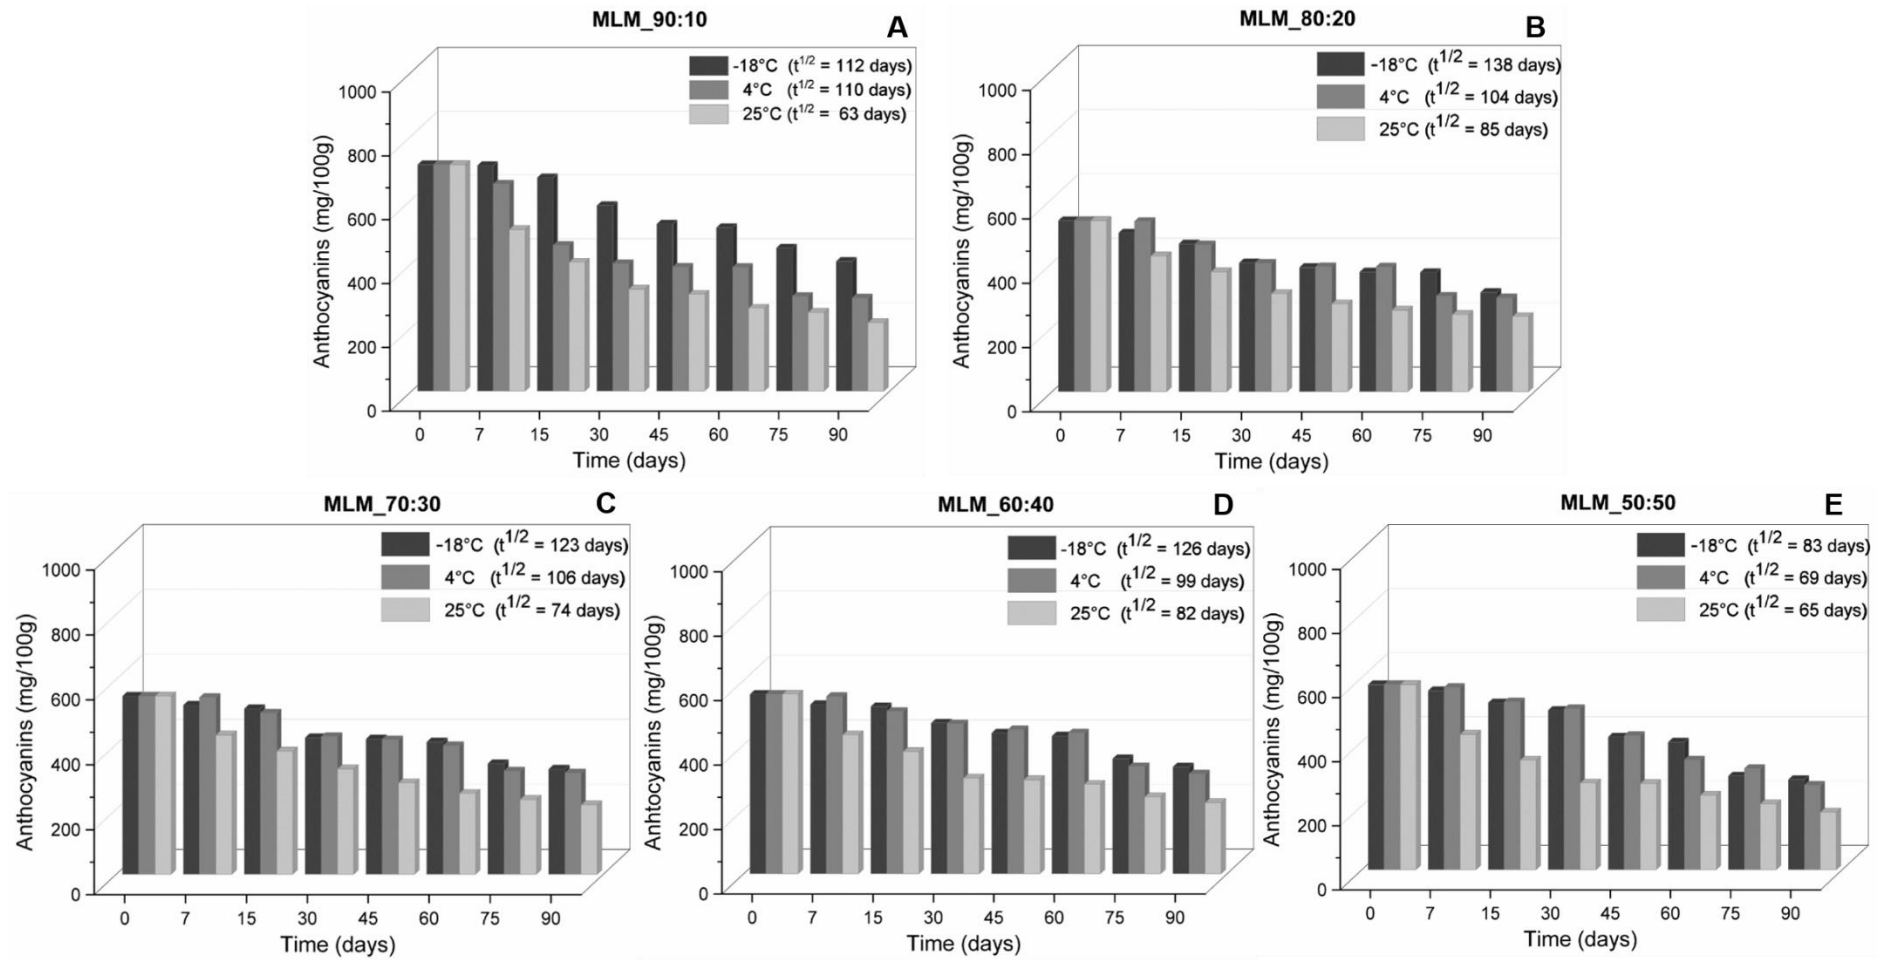 MLM_90:10
A
-18°C (t1/2 = 112 days)
4°C (t1/2 = 110 days)
25°C (t1/2 = 63 days)
1000
800
600
400
200
0
Anthocyanins (mg/100g)
0 7 15 30 45 60 75 90
Time (days)
MLM_80:20
B
-18°C (t1/2 = 138 days)
4°C (t1/2 = 104 days)
25°C (t1/2 = 85 days)
1000
800
600
400
200
0
Anthocyanins (mg/100g)
0 7 15 30 45 60 75 90
Time (days)
MLM_70:30
C
-18°C (t1/2 = 123 days)
4°C (t1/2 = 106 days)
25°C (t1/2 = 74 days)
1000
800
600
400
200
0
Anthocyanins (mg/100g)
0 7 15 30 45 60 75 90
Time (days)
MLM_60:40
D
-18°C (t1/2 = 126 days)
4°C (t1/2 = 99 days)
25°C (t1/2 = 82 days)
1000
800
600
400
200
0
Anhtocyanins (mg/100g)
0 7 15 30 45 60 75 90
Time (days)
MLM_50:50
E
-18°C (t1/2 = 83 days)
4°C (t1/2 = 69 days)
25°C (t1/2 = 65 days)
1000
800
600
400
200
0
Anthocyanins (mg/100g)
0 7 15 30 45 60 75 90
Time (days)